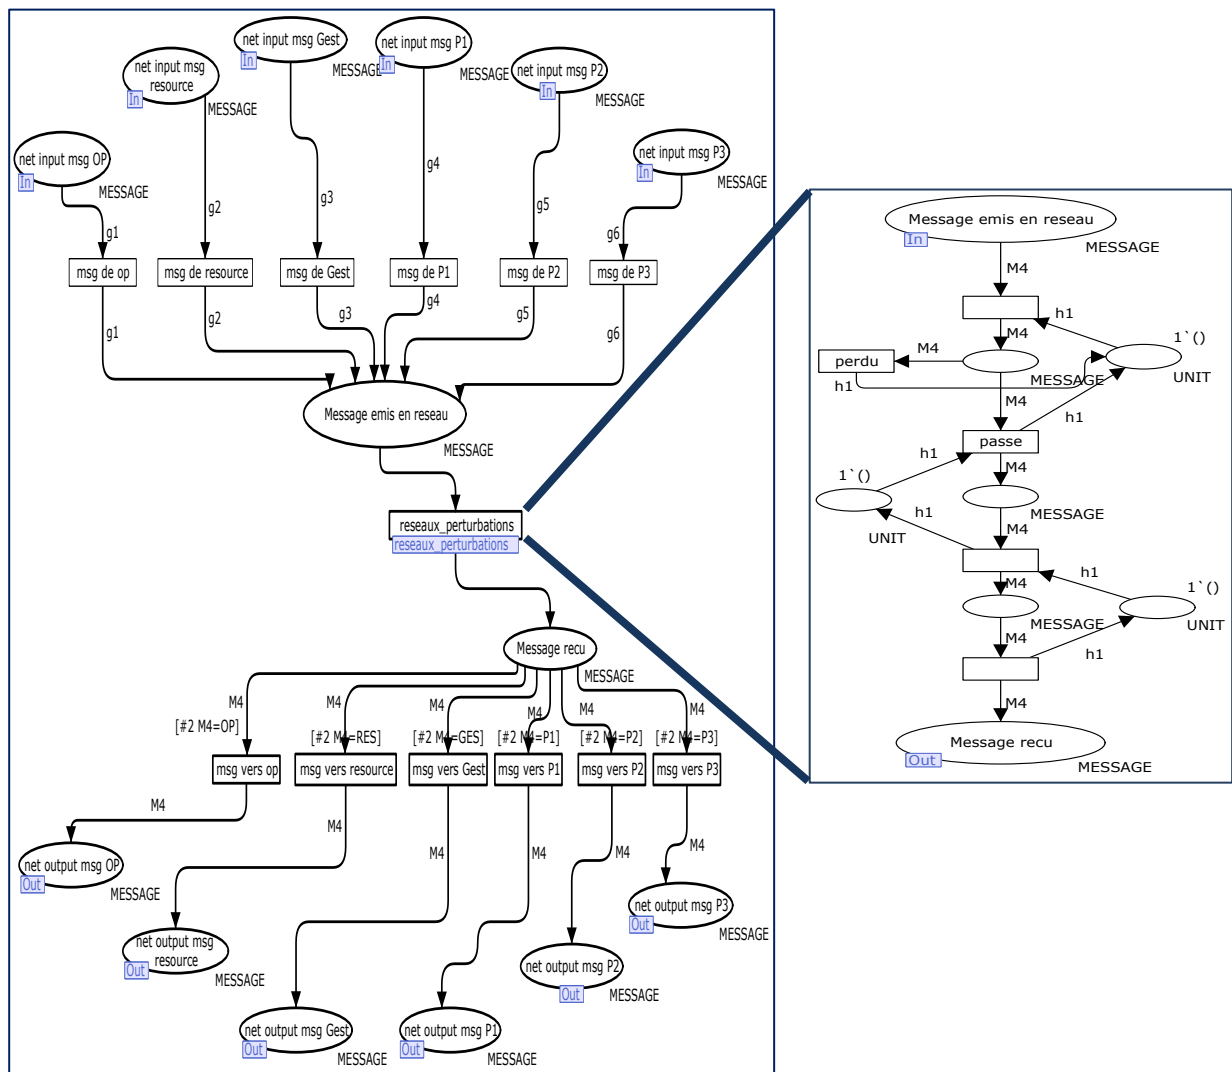 net input msg Gest
In
MESSAGE
net input msg P1
In
MESSAGE
net input msg
resource
In
MESSAGE
net input msg P2
In
MESSAGE
net input msg OP
In
MESSAGE
net input msg P3
In
MESSAGE
g1
g2
g3
g4
g5
g6
msg de op
msg de resource
msg de Gest
msg de P1
msg de P2
msg de P3
g1
g2
g3
g4
g5
g6
Message emis en reseau
MESSAGE
reseaux_perturbations
reseaux_perturbations
Message recu
MESSAGE
M4
M4
M4
M4
M4
M4
[#2 M4=OP]
[#2 M4=RES]
[#2 M4=GES]
[#2 M4=P1]
[#2 M4=P2]
[#2 M4=P3]
msg vers op
msg vers resource
msg vers Gest
msg vers P1
msg vers P2
msg vers P3
M4
M4
M4
M4
M4
M4
net output msg OP
Out
MESSAGE
net output msg
resource
Out
MESSAGE
net output msg Gest
Out
MESSAGE
net output msg P1
Out
MESSAGE
net output msg P2
Out
MESSAGE
net output msg P3
Out
MESSAGE
Message emis en reseau
In
MESSAGE
M4
h1
M4
1`()
UNIT
perdu
M4
MESSAGE
h1
M4
h1
passe
h1
M4
1`()
UNIT
MESSAGE
h1
M4
M4
h1
1`()
UNIT
MESSAGE
M4
h1
M4
Message recu
Out
MESSAGE